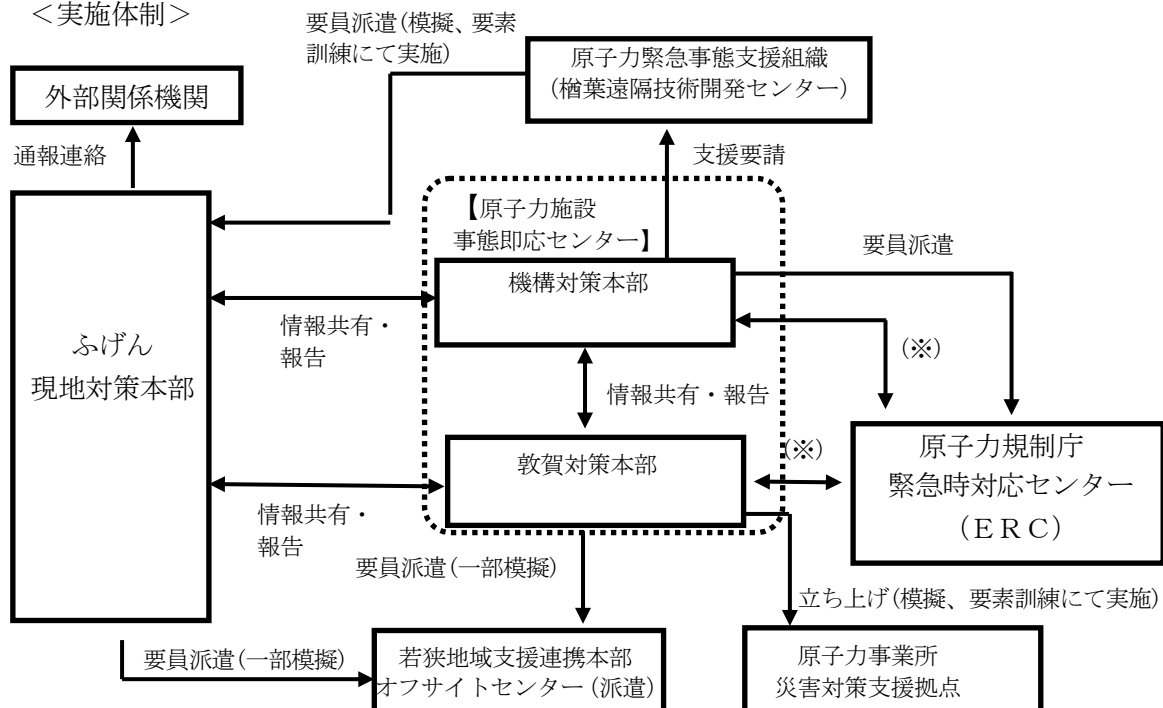 ＜実施体制＞
要員派遣(模擬、要素
訓練にて実施)
原子力緊急事態支援組織
(楢葉遠隔技術開発センター)
外部関係機関
通報連絡
支援要請
【原子力施設
事態即応センター】
要員派遣
機構対策本部
情報共有・
報告
(※)
ふげん
現地対策本部
情報共有・報告
敦賀対策本部
(※)
原子力規制庁
緊急時対応センター
（ＥＲＣ）
情報共有・
報告
要員派遣(一部模擬)
立ち上げ(模擬、要素訓練にて実施)
要員派遣(一部模擬)
若狭地域支援連携本部
オフサイトセンター(派遣)
原子力事業所
災害対策支援拠点